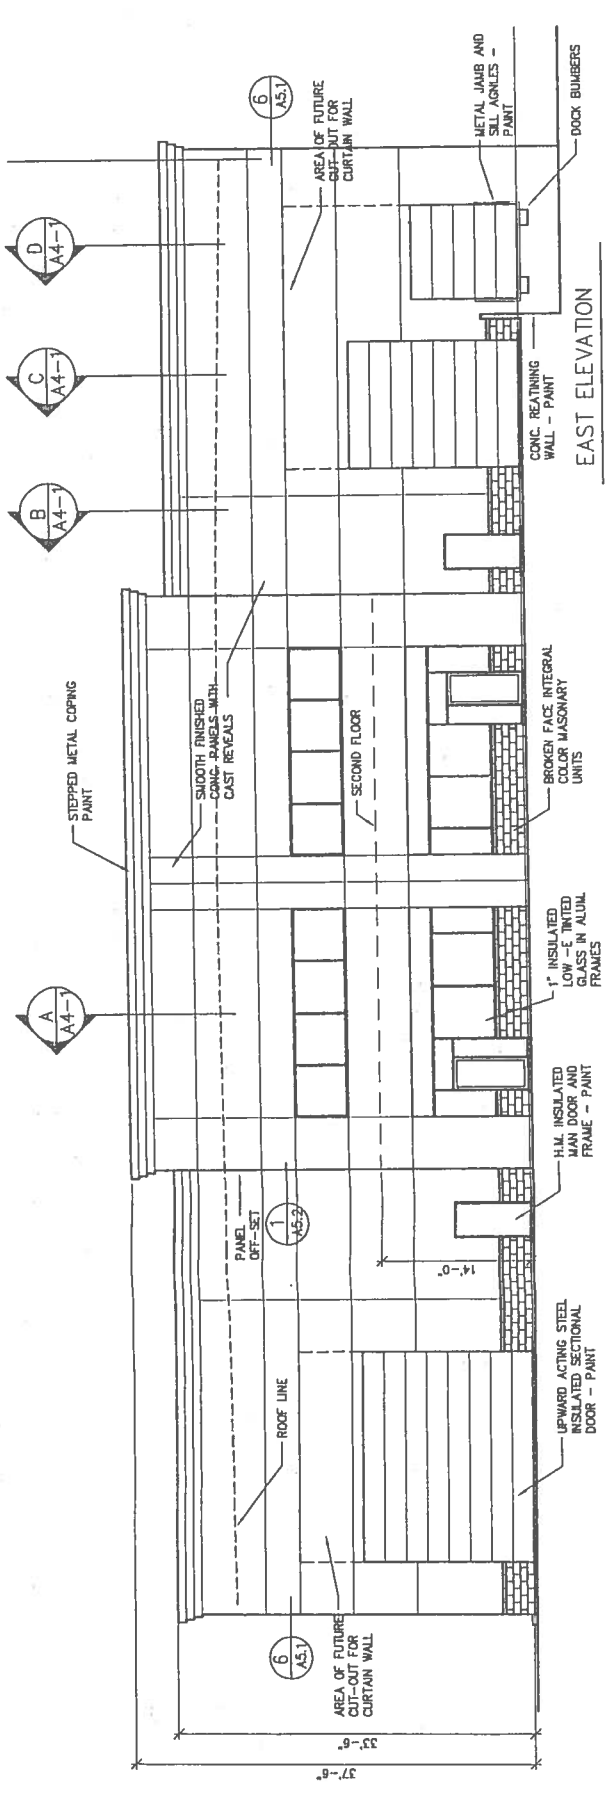 A
A4-1
B
A4-1
C
A4-1
D
A4-1
STEPPED METAL COPING
PAINT
SMOOTH FINISHED
CONC. PANELS WITH
CAST REVEALS
PANEL
OFF-SET
1
A5.2
6
A5.1
6
A5.1
ROOF LINE
AREA OF FUTURE
CUT-OUT FOR
CURTAIN WALL
AREA OF FUTURE
CUT-OUT FOR
CURTAIN WALL
SECOND FLOOR
37'-6"
33'-6"
14'-0"
METAL JAMB AND
SILL AGNLES -
PAINT
DOCK BUMBERS
UPWARD ACTING STEEL
INSULATED SECTIONAL
DOOR - PAINT
H.M. INSULATED
MAN DOOR AND
FRAME - PAINT
1" INSULATED
LOW -E TINTED
GLASS IN ALUM.
FRAMES
BROKEN FACE INTEGRAL
COLOR MASONARY
UNITS
CONC. REATINING
WALL - PAINT
EAST ELEVATION